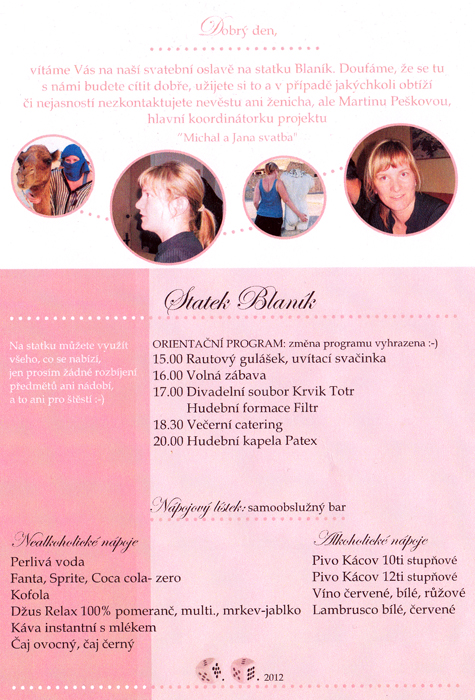 Dobrý den,
vítáme Vás na naší svatební oslavě na statku Blaník. Doufáme, že se tu
s námi budete cítit dobře, užijete si to a v případě jakýchkoli obtíží
či nejasností nezkontaktujete nevěstu ani ženicha, ale Martinu Peškovou,
hlavní koordinátorku projektu
"Michal a Jana svatba"
Statek Blaník
Na statku můžete využít
všeho, co se nabízí,
jen prosím žádné rozbíjení
předmětů ani nádobí,
a to ani pro štěstí :-)
ORIENTAČNÍ PROGRAM: změna programu vyhrazena :-)
15.00 Rautový gulášek, uvítací svačinka
16.00 Volná zábava
17.00 Divadelní soubor Krvik Totr
Hudební formace Filtr
18.30 Večerní catering
20.00 Hudební kapela Patex
Nápojový lístek: samoobslužný bar
Nealkoholické nápoje
Perlivá voda
Fanta, Sprite, Coca cola- zero
Kofola
Džus Relax 100% pomeranč, multi., mrkev-jablko
Káva instantní s mlékem
Čaj ovocný, čaj černý
Alkoholické nápoje
Pivo Kácov 10ti stupňové
Pivo Kácov 12ti stupňové
Víno červené, bílé, růžové
Lambrusco bílé, červené
. 2012